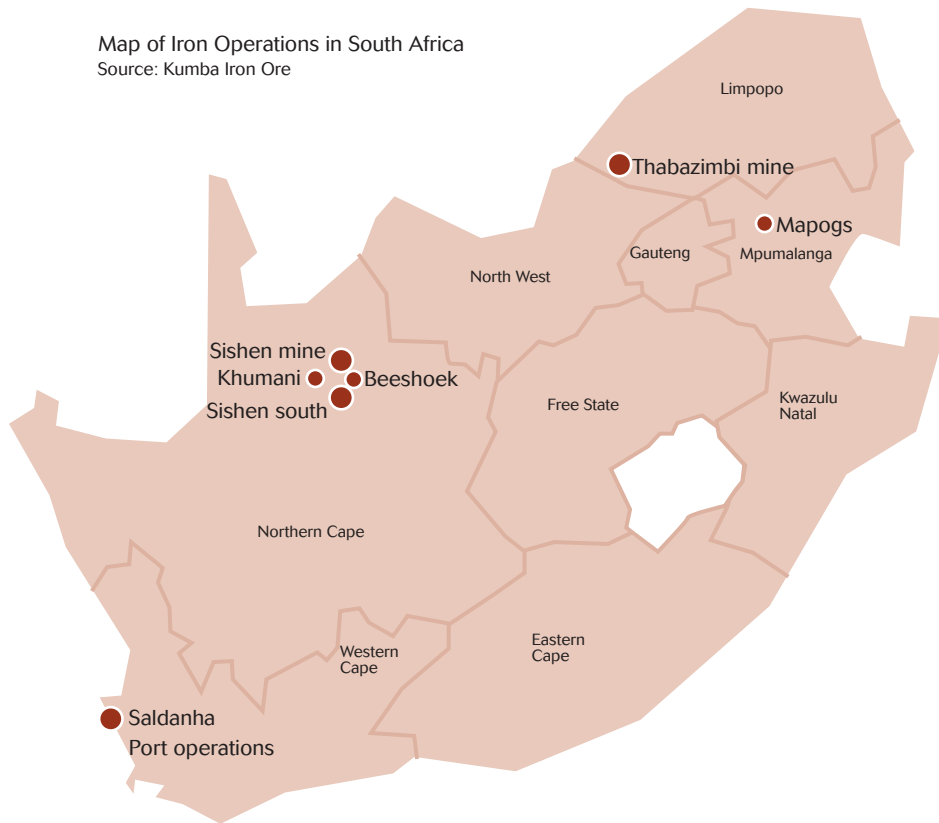 Map of Iron Operations in South Africa
Source: Kumba Iron Ore
Limpopo
Thabazimbi mine
Mapogs
Mpumalanga
Gauteng
North West
Sishen mine
Khumani
Beeshoek
Sishen south
Free State
Kwazulu
Natal
Northern Cape
Eastern
Cape
Western
Cape
Saldanha
Port operations